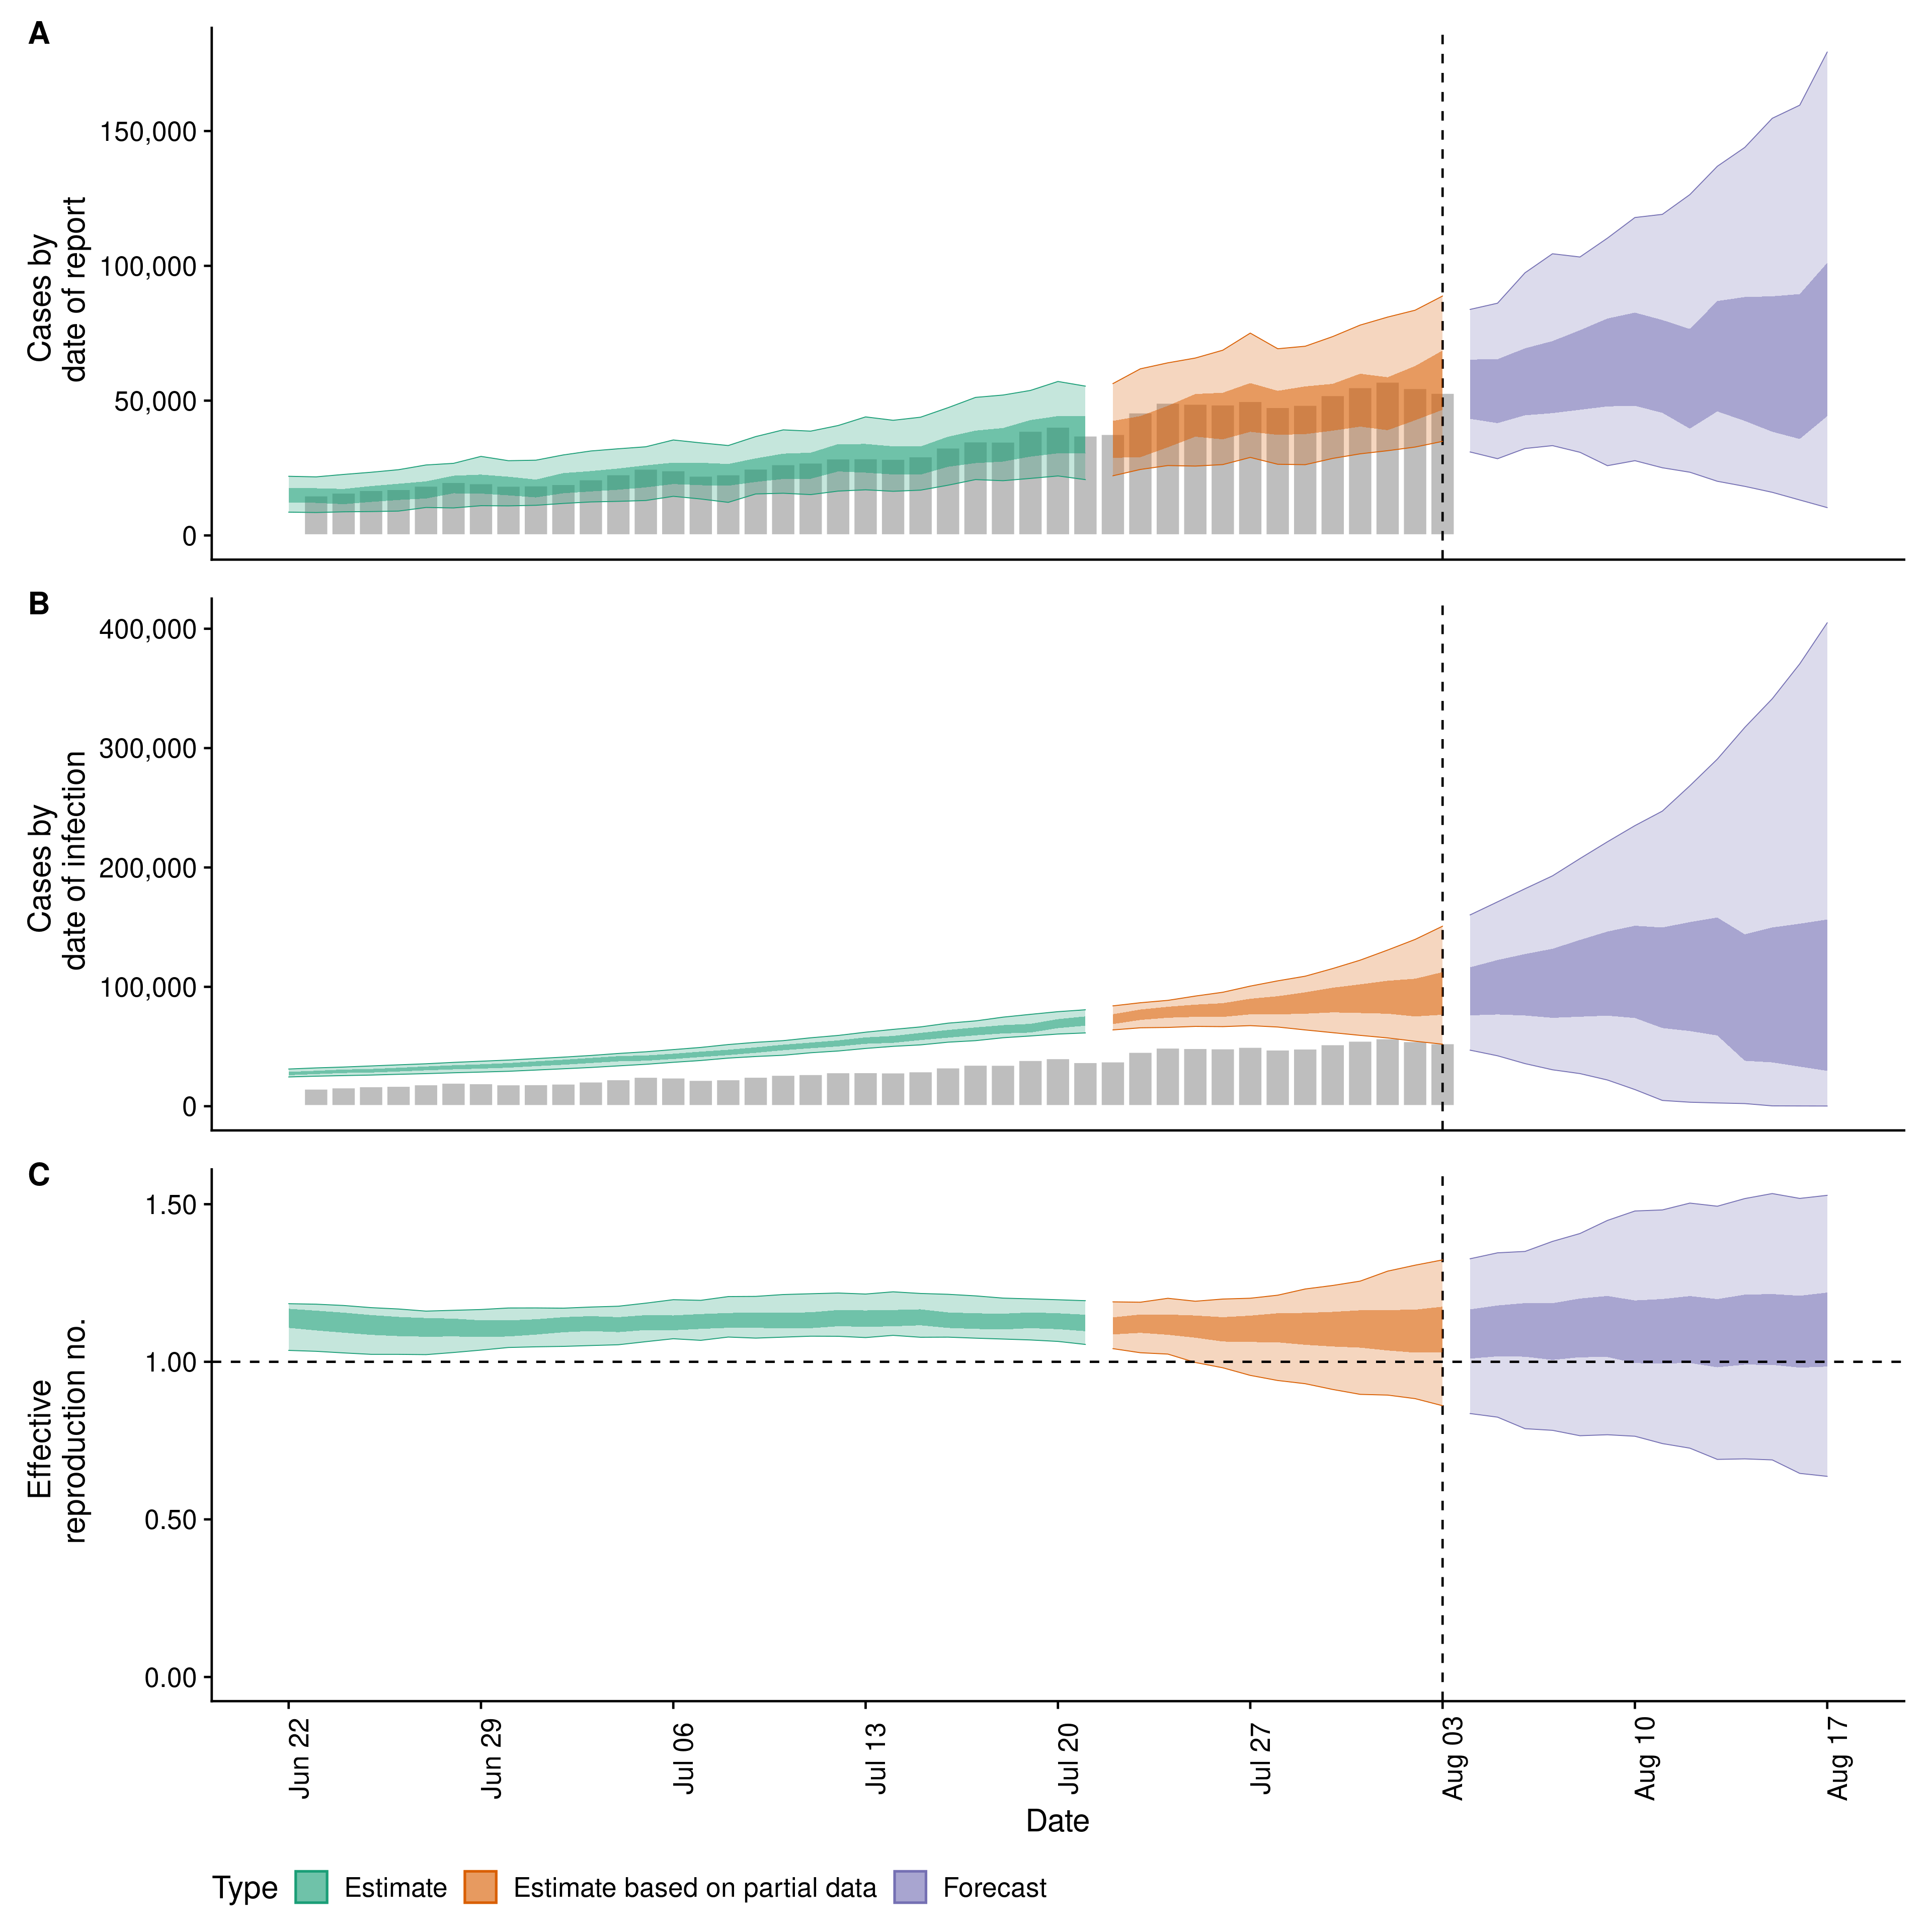 A
Cases by
date of report
150,000
100,000
50,000
0
B
Cases by
date of infection
400,000
300,000
200,000
100,000
0
C
Effective
reproduction no.
1.50
1.00
0.50
0.00
Jun 22
Jun 29
Jul 06
Jul 13
Jul 20
Jul 27
Aug 03
Aug 10
Aug 17
Date
Type Estimate Estimate based on partial data Forecast